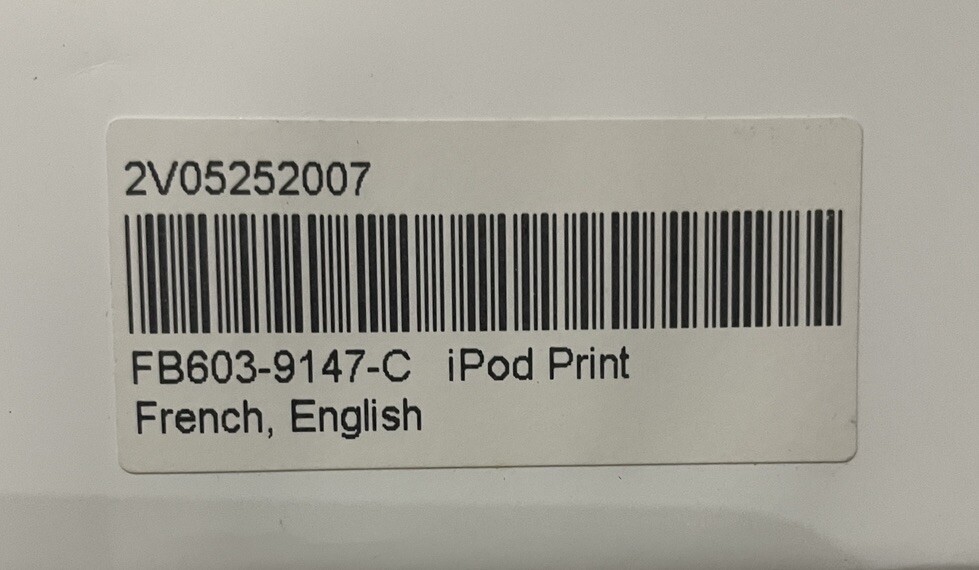 2V05252007
FB603-9147-C iPod Print
French, English